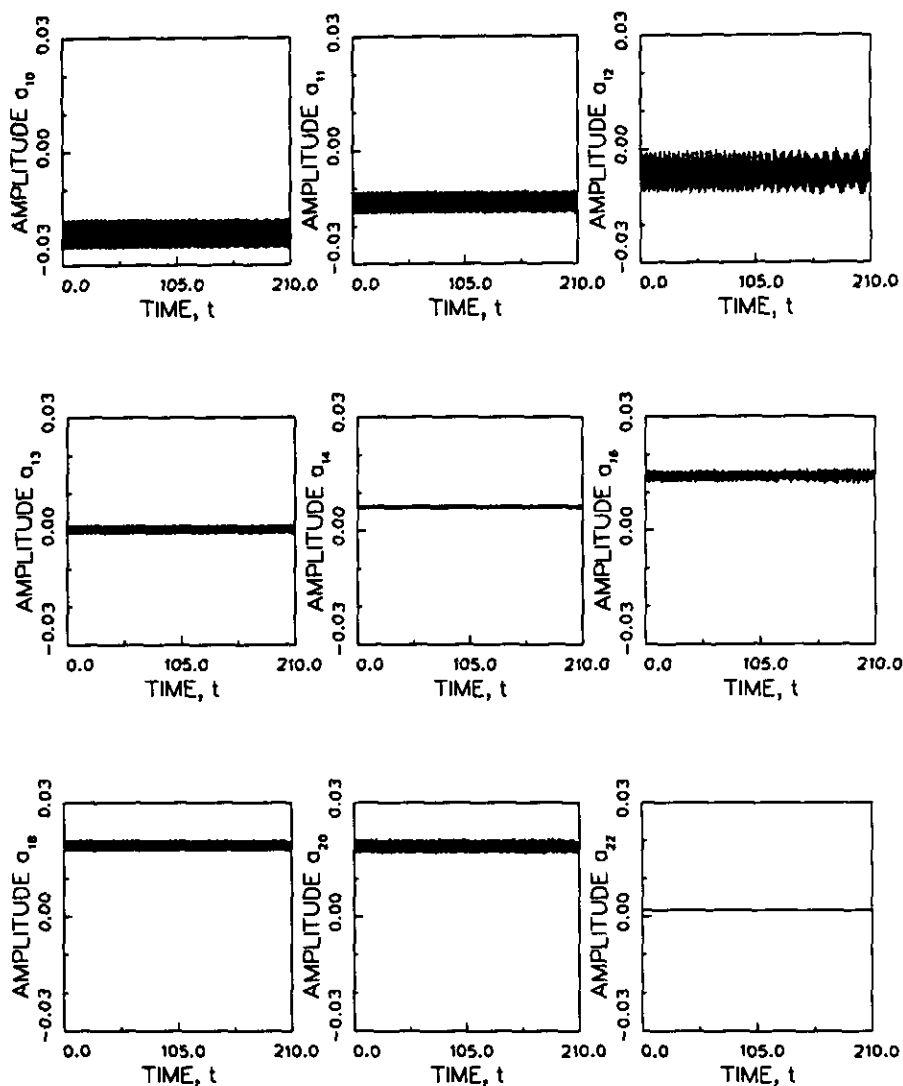 AMPLITUDE a₁₀
0.03
0.00
-0.03
0.0 105.0 210.0
TIME, t
AMPLITUDE a₁₁
0.03
0.00
-0.03
0.0 105.0 210.0
TIME, t
AMPLITUDE a₁₂
0.03
0.00
-0.03
0.0 105.0 210.0
TIME, t
AMPLITUDE a₁₃
0.03
0.00
-0.03
0.0 105.0 210.0
TIME, t
AMPLITUDE a₁₄
0.03
0.00
-0.03
0.0 105.0 210.0
TIME, t
AMPLITUDE a₁₆
0.03
0.00
-0.03
0.0 105.0 210.0
TIME, t
AMPLITUDE a₁₈
0.03
0.00
-0.03
0.0 105.0 210.0
TIME, t
AMPLITUDE a₂₀
0.03
0.00
-0.03
0.0 105.0 210.0
TIME, t
AMPLITUDE a₂₂
0.03
0.00
-0.03
0.0 105.0 210.0
TIME, t